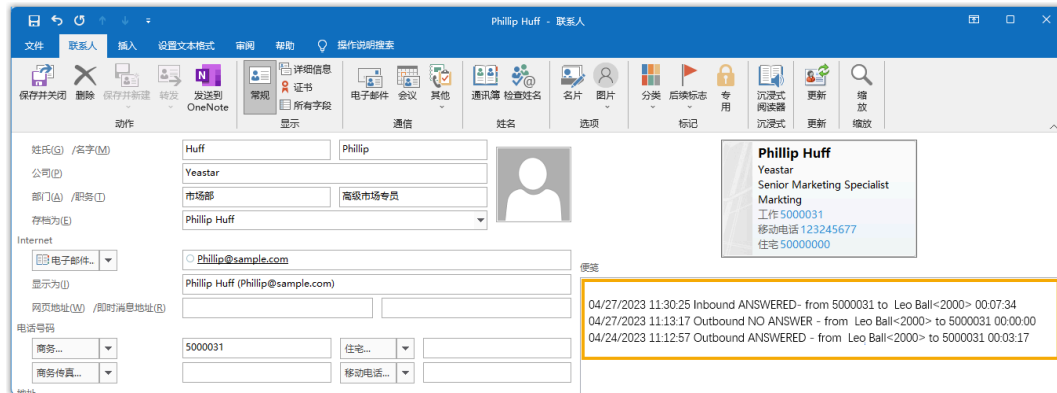 Phillip Huff - 联系人
文件 联系人 插入 设置文本格式 审阅 帮助 操作说明搜索
保存并关闭 删除 保存并新建 转发 发送到 OneNote
常规 详细信息 证书 所有字段
电子邮件 会议 其他
通讯簿 检查姓名
名片 图片
分类 后续标志 专用
沉浸式阅读器 更新 缩放
动作 显示 通信 姓名 选项 标记 沉浸式 更新 缩放
姓氏(G) /名字(M) Huff Phillip
公司(P) Yeastar
部门(A) /职务(T) 市场部 高级市场专员
存档为(E) Phillip Huff
Internet
电子邮件.. Phillip@sample.com
显示为(I) Phillip Huff (Phillip@sample.com)
网页地址(W) /即时消息地址(R)
电话号码
商务... 5000031 住宅...
商务传真... 移动电话...
地址
Phillip Huff
Yeastar
Senior Marketing Specialist
Markting
工作 5000031
移动电话 123245677
住宅 50000000
便笺
04/27/2023 11:30:25 Inbound ANSWERED- from 5000031 to Leo Ball<2000> 00:07:34
04/27/2023 11:13:17 Outbound NO ANSWER - from Leo Ball<2000> to 5000031 00:00:00
04/24/2023 11:12:57 Outbound ANSWERED - from Leo Ball<2000> to 5000031 00:03:17